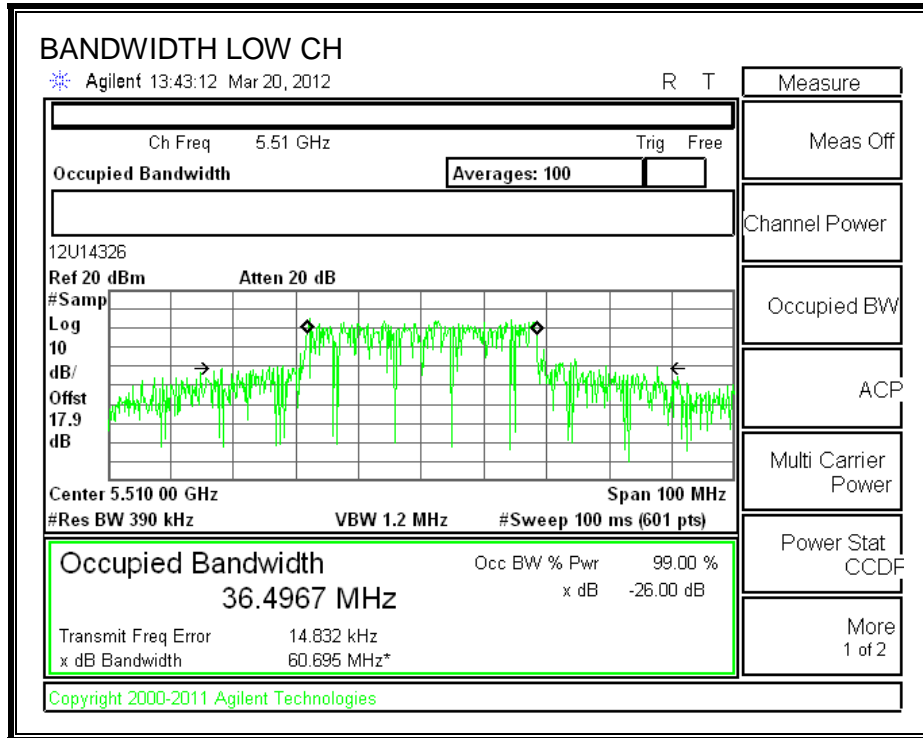 BANDWIDTH LOW CH
Agilent 13:43:12 Mar 20, 2012 R T
Ch Freq 5.51 GHz Trig Free
Occupied Bandwidth Averages: 100
12U14326
Ref 20 dBm Atten 20 dB
#Samp
Log
10
dB/
Offst
17.9
dB
Center 5.510 00 GHz Span 100 MHz
#Res BW 390 kHz VBW 1.2 MHz #Sweep 100 ms (601 pts)
Occupied Bandwidth Occ BW % Pwr 99.00 %
36.4967 MHz x dB -26.00 dB
Transmit Freq Error 14.832 kHz
x dB Bandwidth 60.695 MHz*
Copyright 2000-2011 Agilent Technologies
Measure
Meas Off
Channel Power
Occupied BW
ACP
Multi Carrier
Power
Power Stat
CCDF
More
1 of 2